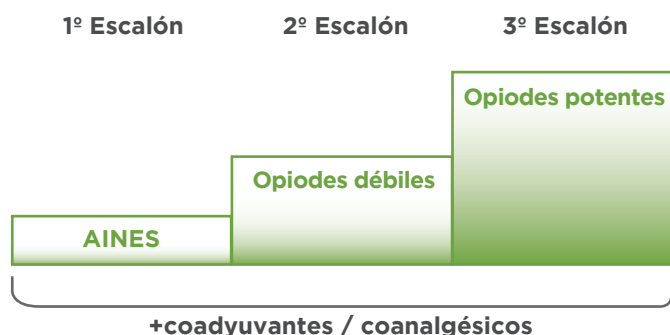 1º Escalón 2º Escalón 3º Escalón
Opiodes potentes
Opiodes débiles
AINES
+coadyuvantes / coanalgésicos